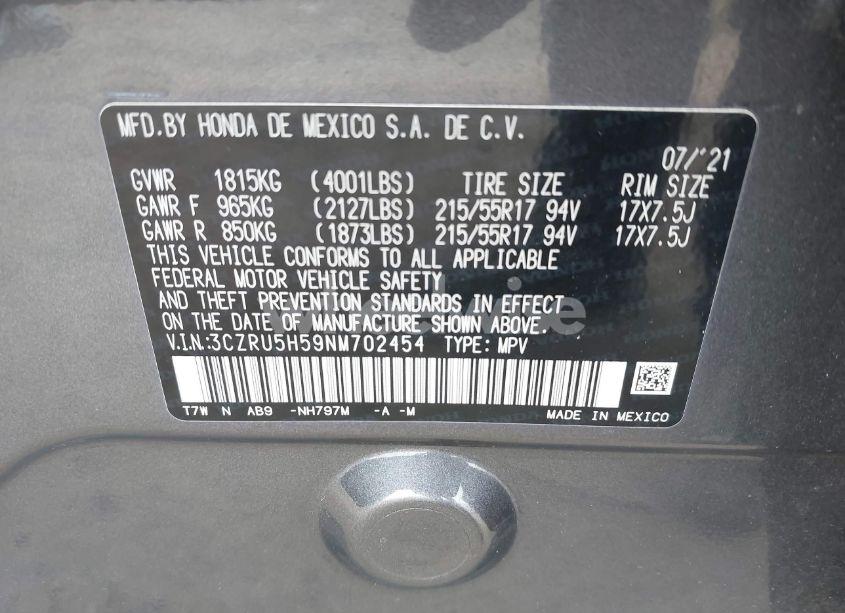 MFD.BY HONDA DE MEXICO S.A. DE C.V.
07/'21
GVWR 1815KG (4001LBS) TIRE SIZE RIM SIZE
GAWR F 965KG (2127LBS) 215/55R17 94V 17X7.5J
GAWR R 850KG (1873LBS) 215/55R17 94V 17X7.5J
THIS VEHICLE CONFORMS TO ALL APPLICABLE
FEDERAL MOTOR VEHICLE SAFETY
AND THEFT PREVENTION STANDARDS IN EFFECT
ON THE DATE OF MANUFACTURE SHOWN ABOVE.
V.I.N:3CZRU5H59NM702454 TYPE: MPV
T7W N AB9 -NH797M -A -M MADE IN MEXICO